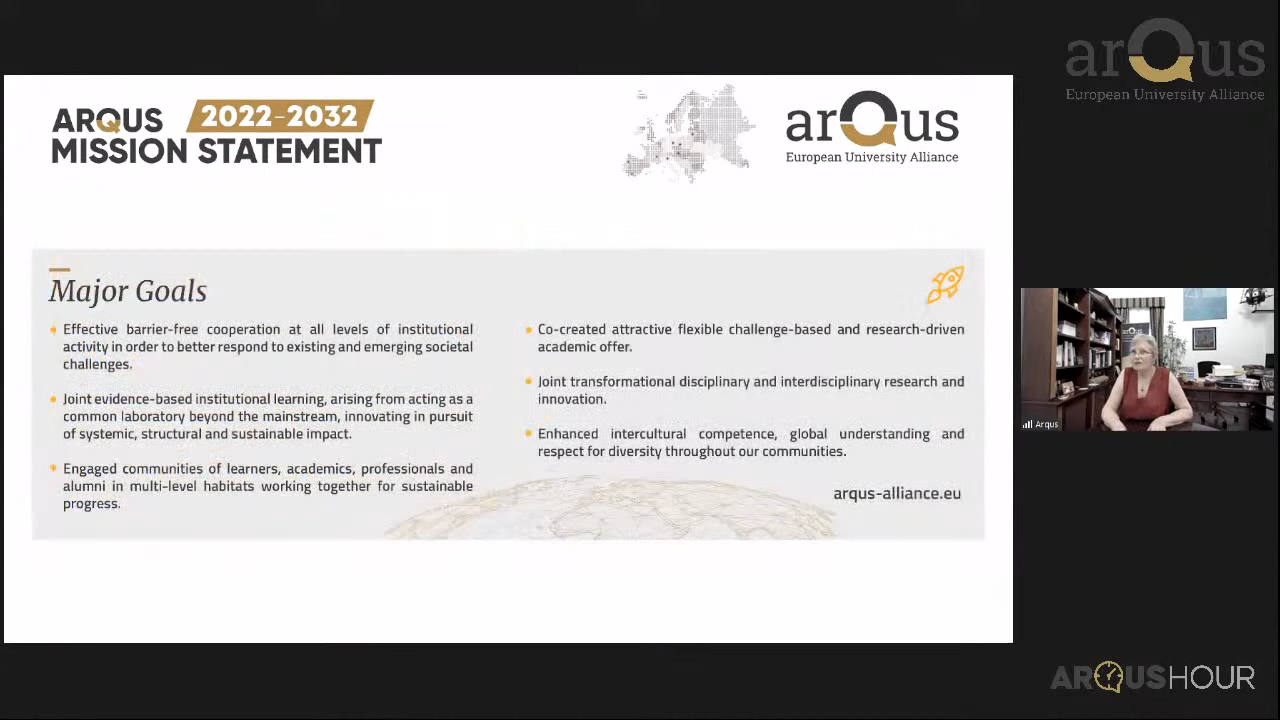 arQus
European University Alliance
ARQUS 2022-2032
MISSION STATEMENT
arQus
European University Alliance
Major Goals
Effective barrier-free cooperation at all levels of institutional
activity in order to better respond to existing and emerging societal
challenges.
Joint evidence-based institutional learning, arising from acting as a
common laboratory beyond the mainstream, innovating in pursuit
of systemic, structural and sustainable impact.
Engaged communities of learners, academics, professionals and
alumni in multi-level habitats working together for sustainable
progress.
Co-created attractive flexible challenge-based and research-driven
academic offer.
Joint transformational disciplinary and interdisciplinary research and
innovation.
Enhanced intercultural competence, global understanding and
respect for diversity throughout our communities.
arqus-alliance.eu
Arqus
ARQUS HOUR